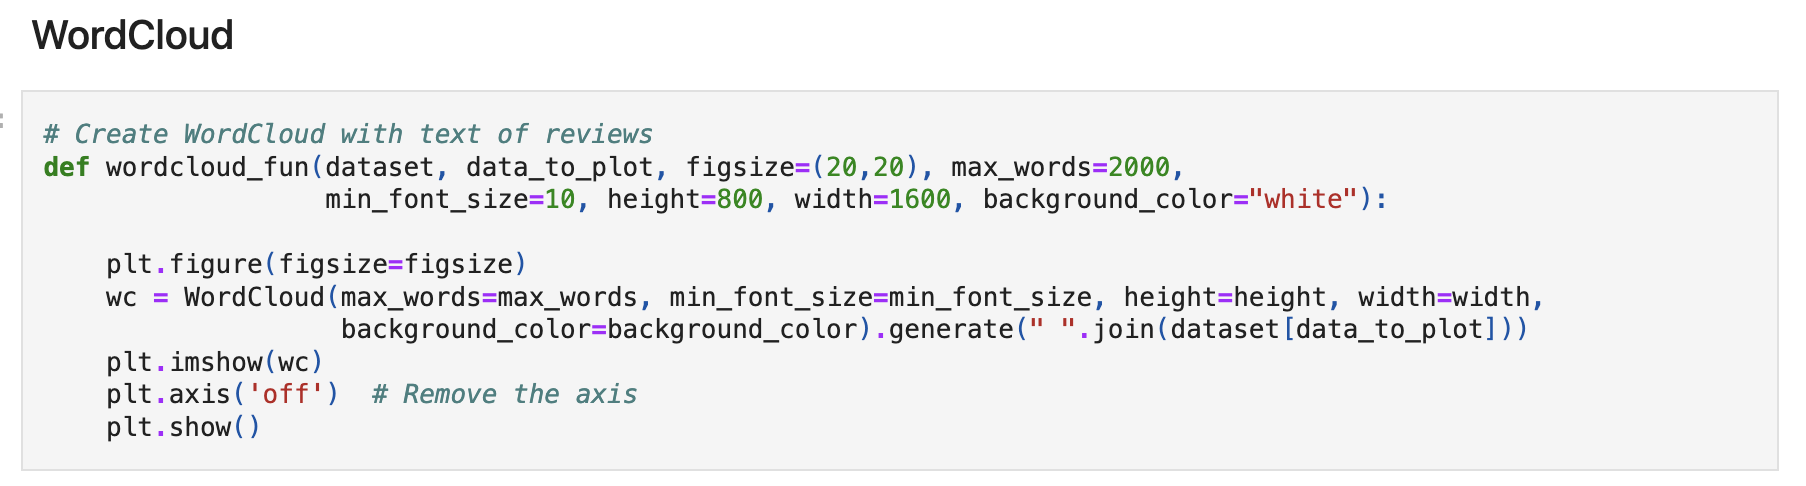 WordCloud
# Create WordCloud with text of reviews
def wordcloud_fun(dataset, data_to_plot, figsize=(20,20), max_words=2000,
                  min_font_size=10, height=800, width=1600, background_color="white"):
    plt.figure(figsize=figsize)
    wc = WordCloud(max_words=max_words, min_font_size=min_font_size, height=height, width=width,
                   background_color=background_color).generate(" ".join(dataset[data_to_plot]))
    plt.imshow(wc)
    plt.axis('off')  # Remove the axis
    plt.show()